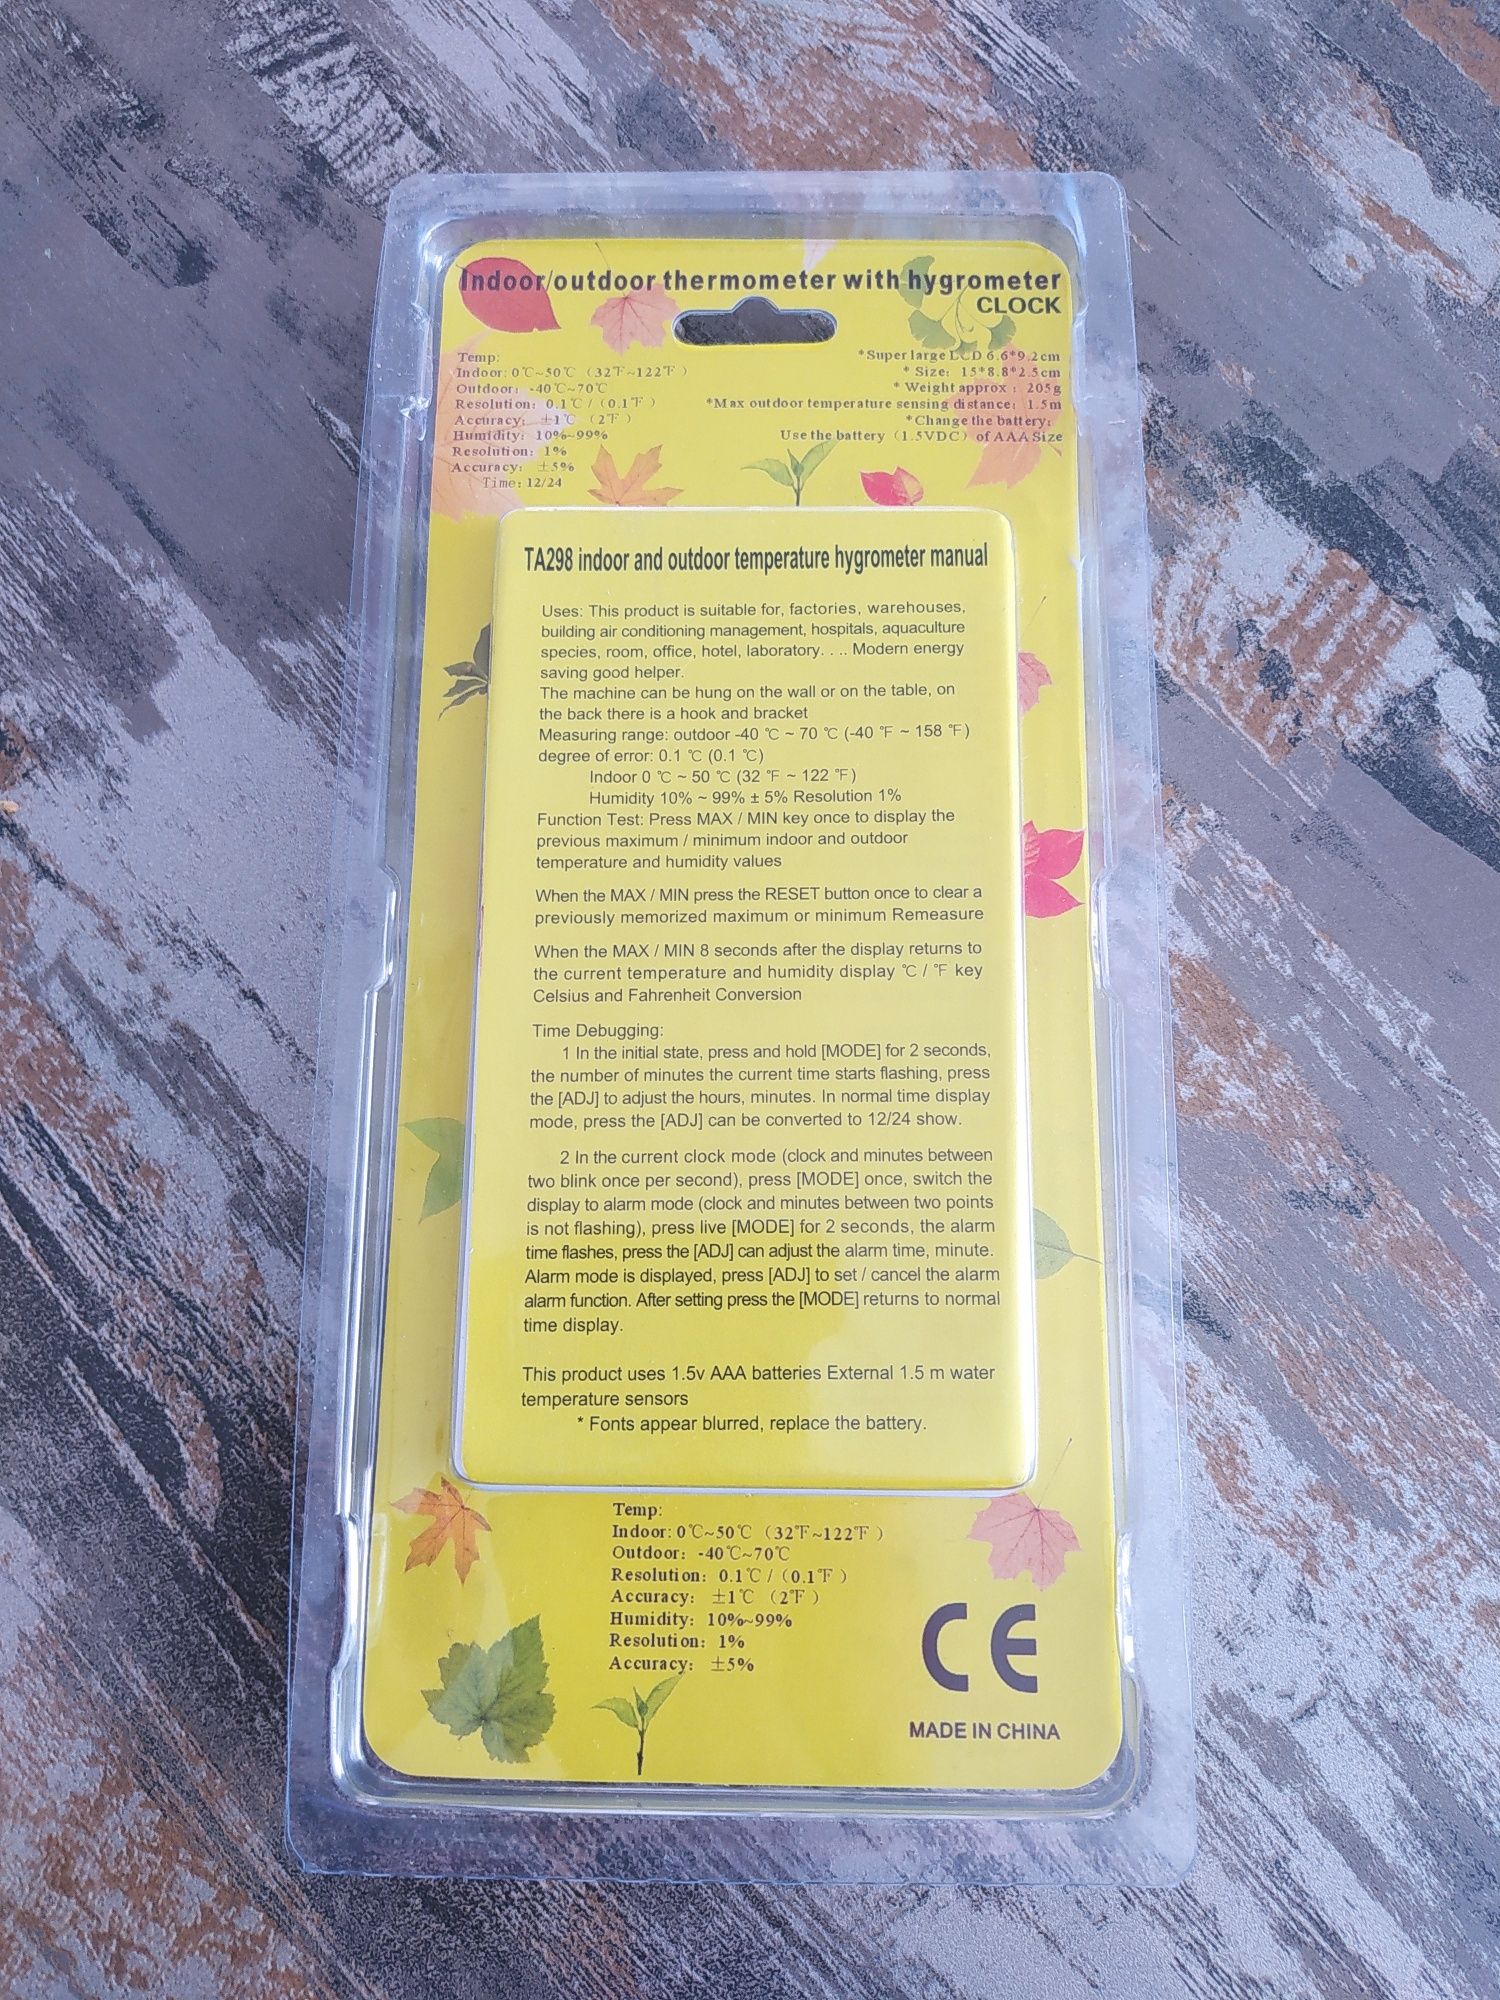 Indoor/outdoor thermometer with hygrometer
CLOCK
Temp:
Indoor: 0℃~50℃ (32℉~122℉)
Outdoor: -40℃~70℃
Resolution: 0.1℃/(0.1℉)
Accuracy: ±1℃ (2℉)
Humidity: 10%~99%
Resolution: 1%
Accuracy: ±5%
Time: 12/24
*Super large LCD 6.6*9.2cm
* Size: 15*8.8*2.5cm
* Weight approx : 205g
*Max outdoor temperature sensing distance: 1.5m
*Change the battery:
Use the battery (1.5VDC) of AAA Size
TA298 indoor and outdoor temperature hygrometer manual
Uses: This product is suitable for, factories, warehouses,
building air conditioning management, hospitals, aquaculture
species, room, office, hotel, laboratory. . .. Modern energy
saving good helper.
The machine can be hung on the wall or on the table, on
the back there is a hook and bracket
Measuring range: outdoor -40 ℃ ~ 70 ℃ (-40 ℉ ~ 158 ℉)
degree of error: 0.1 ℃ (0.1 ℃)
Indoor 0 ℃ ~ 50 ℃ (32 ℉ ~ 122 ℉)
Humidity 10% ~ 99% ± 5% Resolution 1%
Function Test: Press MAX / MIN key once to display the
previous maximum / minimum indoor and outdoor
temperature and humidity values
When the MAX / MIN press the RESET button once to clear a
previously memorized maximum or minimum Remeasure
When the MAX / MIN 8 seconds after the display returns to
the current temperature and humidity display ℃ / ℉ key
Celsius and Fahrenheit Conversion
Time Debugging:
1 In the initial state, press and hold [MODE] for 2 seconds,
the number of minutes the current time starts flashing, press
the [ADJ] to adjust the hours, minutes. In normal time display
mode, press the [ADJ] can be converted to 12/24 show.
2 In the current clock mode (clock and minutes between
two blink once per second), press [MODE] once, switch the
display to alarm mode (clock and minutes between two points
is not flashing), press live [MODE] for 2 seconds, the alarm
time flashes, press the [ADJ] can adjust the alarm time, minute.
Alarm mode is displayed, press [ADJ] to set / cancel the alarm
alarm function. After setting press the [MODE] returns to normal
time display.
This product uses 1.5v AAA batteries External 1.5 m water
temperature sensors
* Fonts appear blurred, replace the battery.
Temp:
Indoor: 0℃~50℃ (32℉~122℉)
Outdoor: -40℃~70℃
Resolution: 0.1℃/(0.1℉)
Accuracy: ±1℃ (2℉)
Humidity: 10%~99%
Resolution: 1%
Accuracy: ±5%
CE
MADE IN CHINA